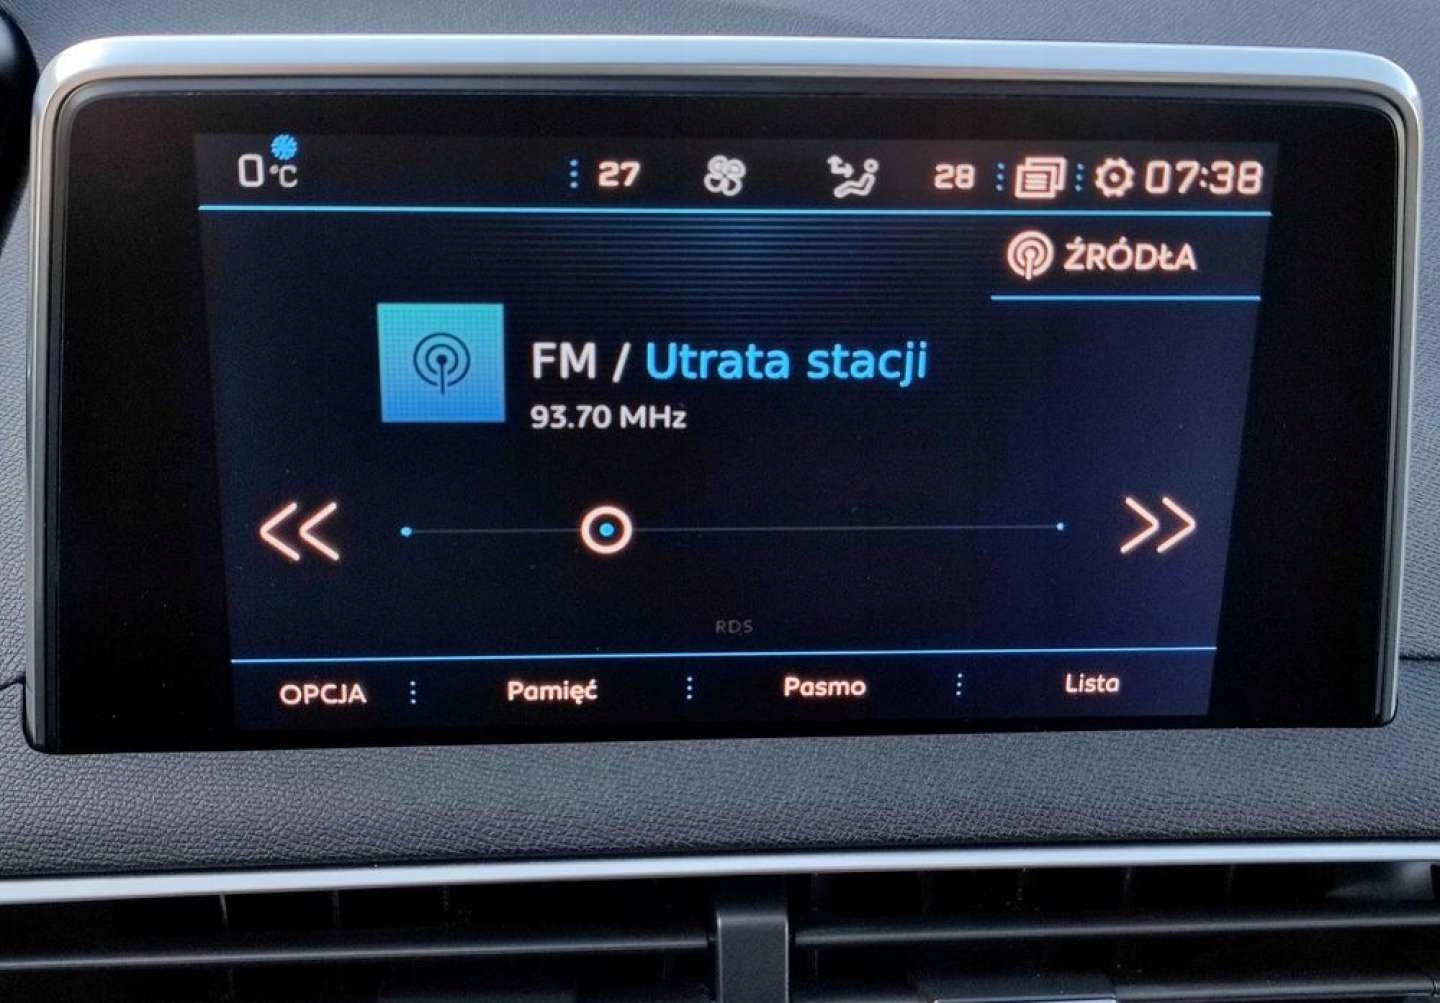 0 °C 27 28 07:38
ŹRÓDŁA
FM / Utrata stacji
93.70 MHz
RDS
OPCJA Pamięć Pasmo Lista